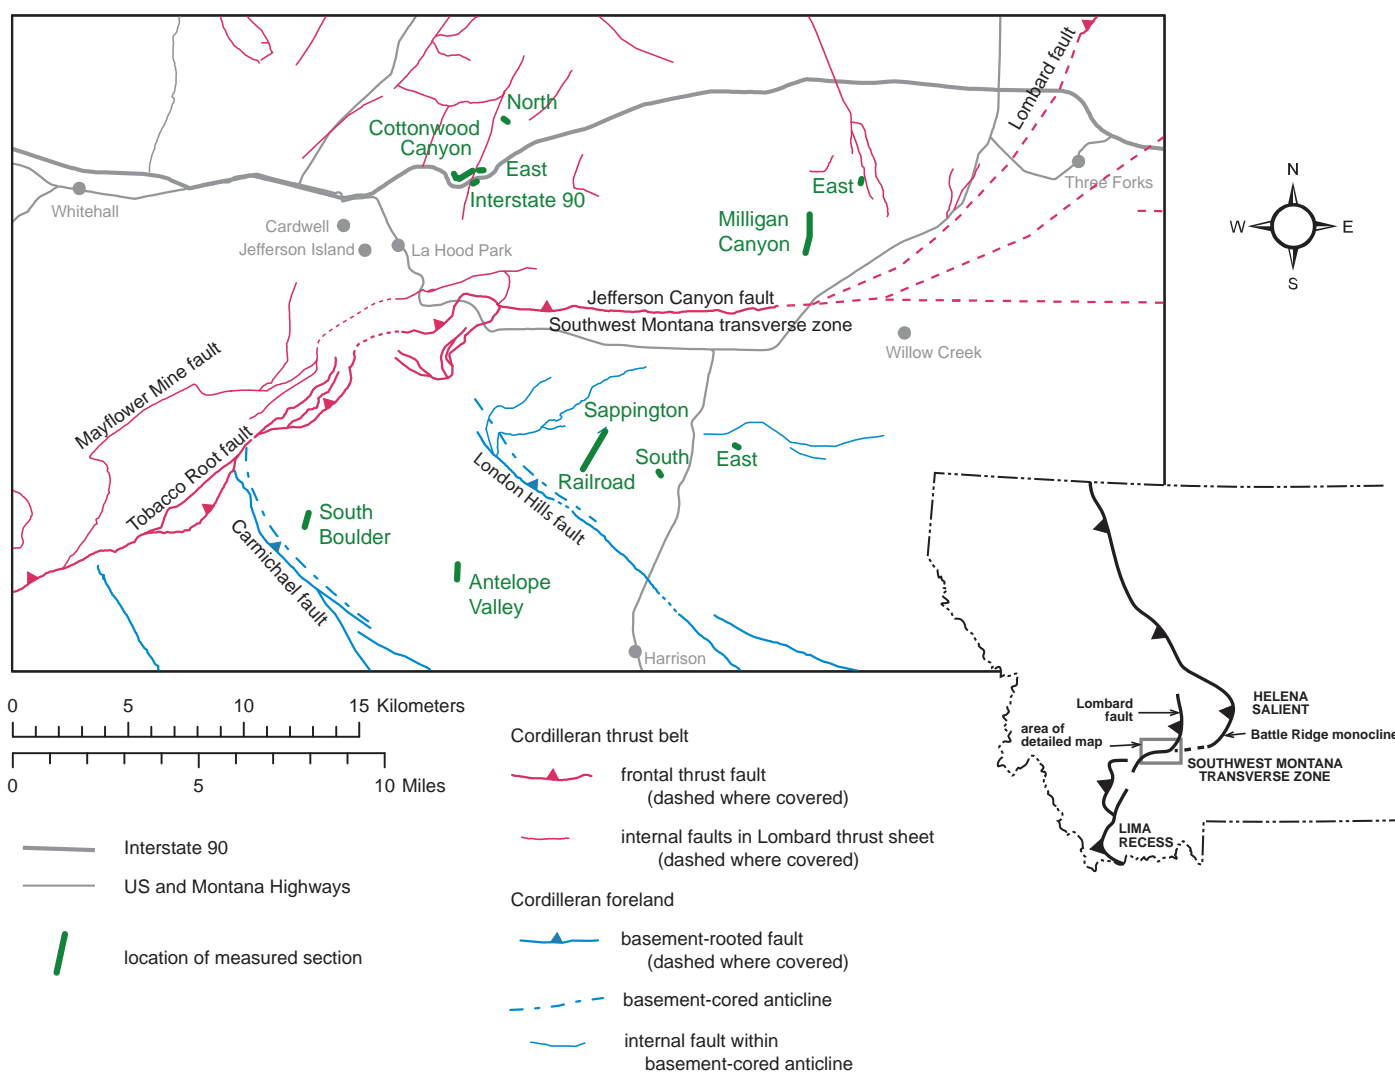 Lombard fault
North
Cottonwood
Canyon
East
Interstate 90
East
Three Forks
Whitehall
Cardwell
Jefferson Island
La Hood Park
Milligan
Canyon
N
W
E
S
Jefferson Canyon fault
Southwest Montana transverse zone
Willow Creek
Mayflower Mine fault
Tobacco Root fault
Sappington
South
East
Railroad
London Hills fault
South
Boulder
Carmichael fault
Antelope
Valley
Harrison
0 5 10 15 Kilometers
0 5 10 Miles
Interstate 90
US and Montana Highways
location of measured section
Cordilleran thrust belt
frontal thrust fault
(dashed where covered)
internal faults in Lombard thrust sheet
(dashed where covered)
Cordilleran foreland
basement-rooted fault
(dashed where covered)
basement-cored anticline
internal fault within
basement-cored anticline
Lombard
fault
area of
detailed map
HELENA
SALIENT
Battle Ridge monocline
SOUTHWEST MONTANA
TRANSVERSE ZONE
LIMA
RECESS